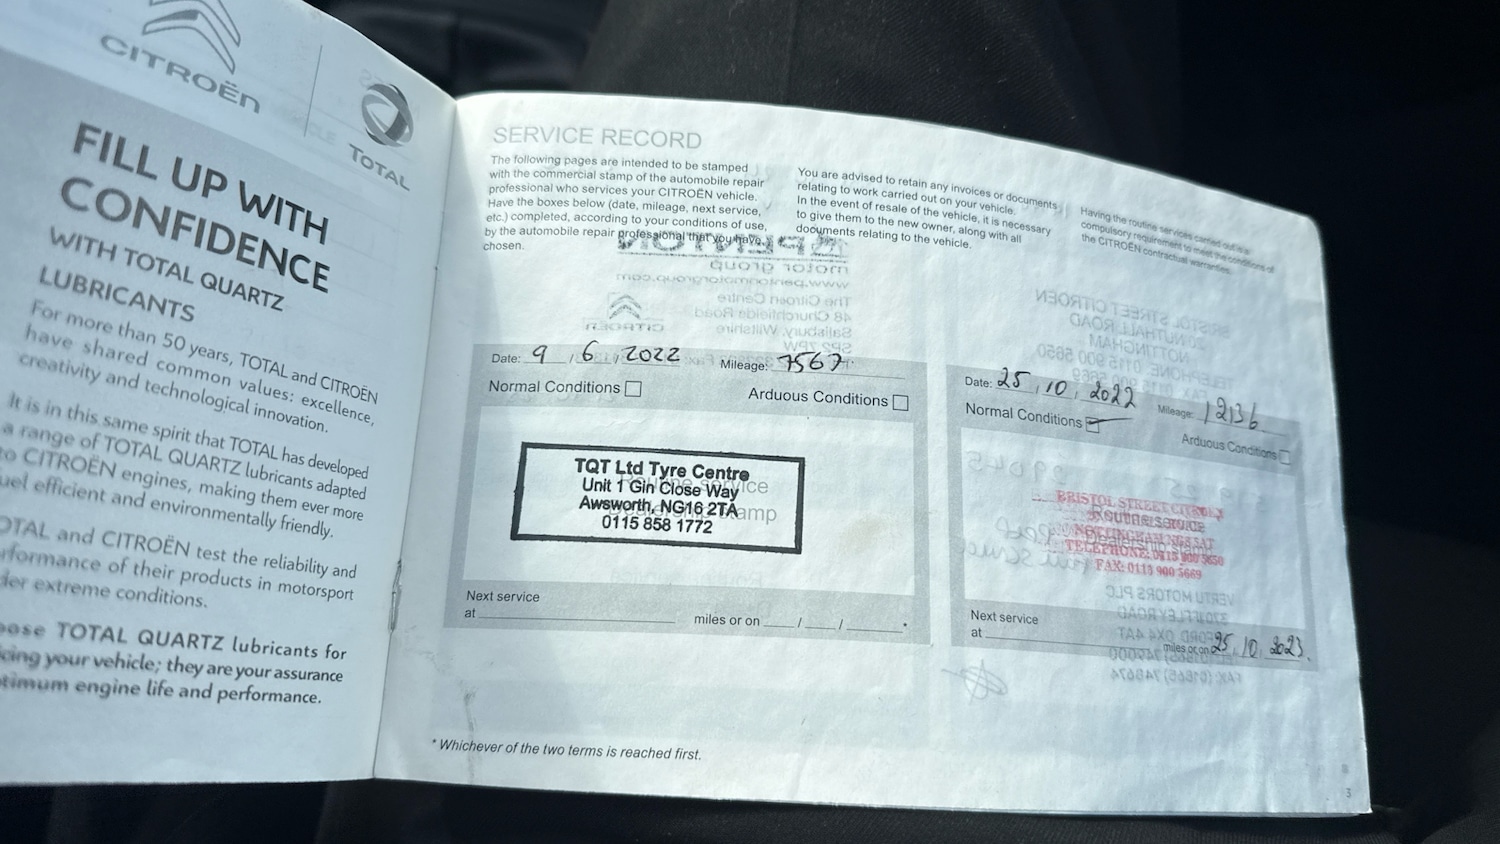 CITROËN
TOTAL
FILL UP WITH
CONFIDENCE
WITH TOTAL QUARTZ
LUBRICANTS
For more than 50 years, TOTAL and CITROËN
have shared common values: excellence,
creativity and technological innovation.
It is in this same spirit that TOTAL has developed
a range of TOTAL QUARTZ lubricants adapted
to CITROËN engines, making them ever more
fuel efficient and environmentally friendly.
TOTAL and CITROËN test the reliability and
performance of their products in motorsport
under extreme conditions.
TOTAL QUARTZ lubricants for
your vehicle; they are your assurance
optimum engine life and performance.
SERVICE RECORD
The following pages are intended to be stamped
with the commercial stamp of the automobile repair
professional who services your CITROËN vehicle.
Have the boxes below (date, mileage, next service,
etc.) completed, according to your conditions of use,
by the automobile repair professional that you have
chosen.
You are advised to retain any invoices or documents
relating to work carried out on your vehicle.
In the event of resale of the vehicle, it is necessary
to give them to the new owner, along with all
documents relating to the vehicle.
Having the routine services carried out is a
compulsory requirement to meet the conditions of
the CITROËN contractual warranties.
Date: 9 / 6 / 2022 Mileage: 7567
Normal Conditions Arduous Conditions
TQT Ltd Tyre Centre
Unit 1 Gin Close Way
Awsworth, NG16 2TA
0115 858 1772
Routine service
Dealership stamp
Next service
at miles or on / / *
Date: 25 / 10 / 2022 Mileage: 12136
Normal Conditions Arduous Conditions
BRISTOL STREET CITROEN
TELEPHONE: 0115 900 5650
FAX: 0115 900 5669
Next service
at miles or on 25 / 10 / 2023
* Whichever of the two terms is reached first.
3